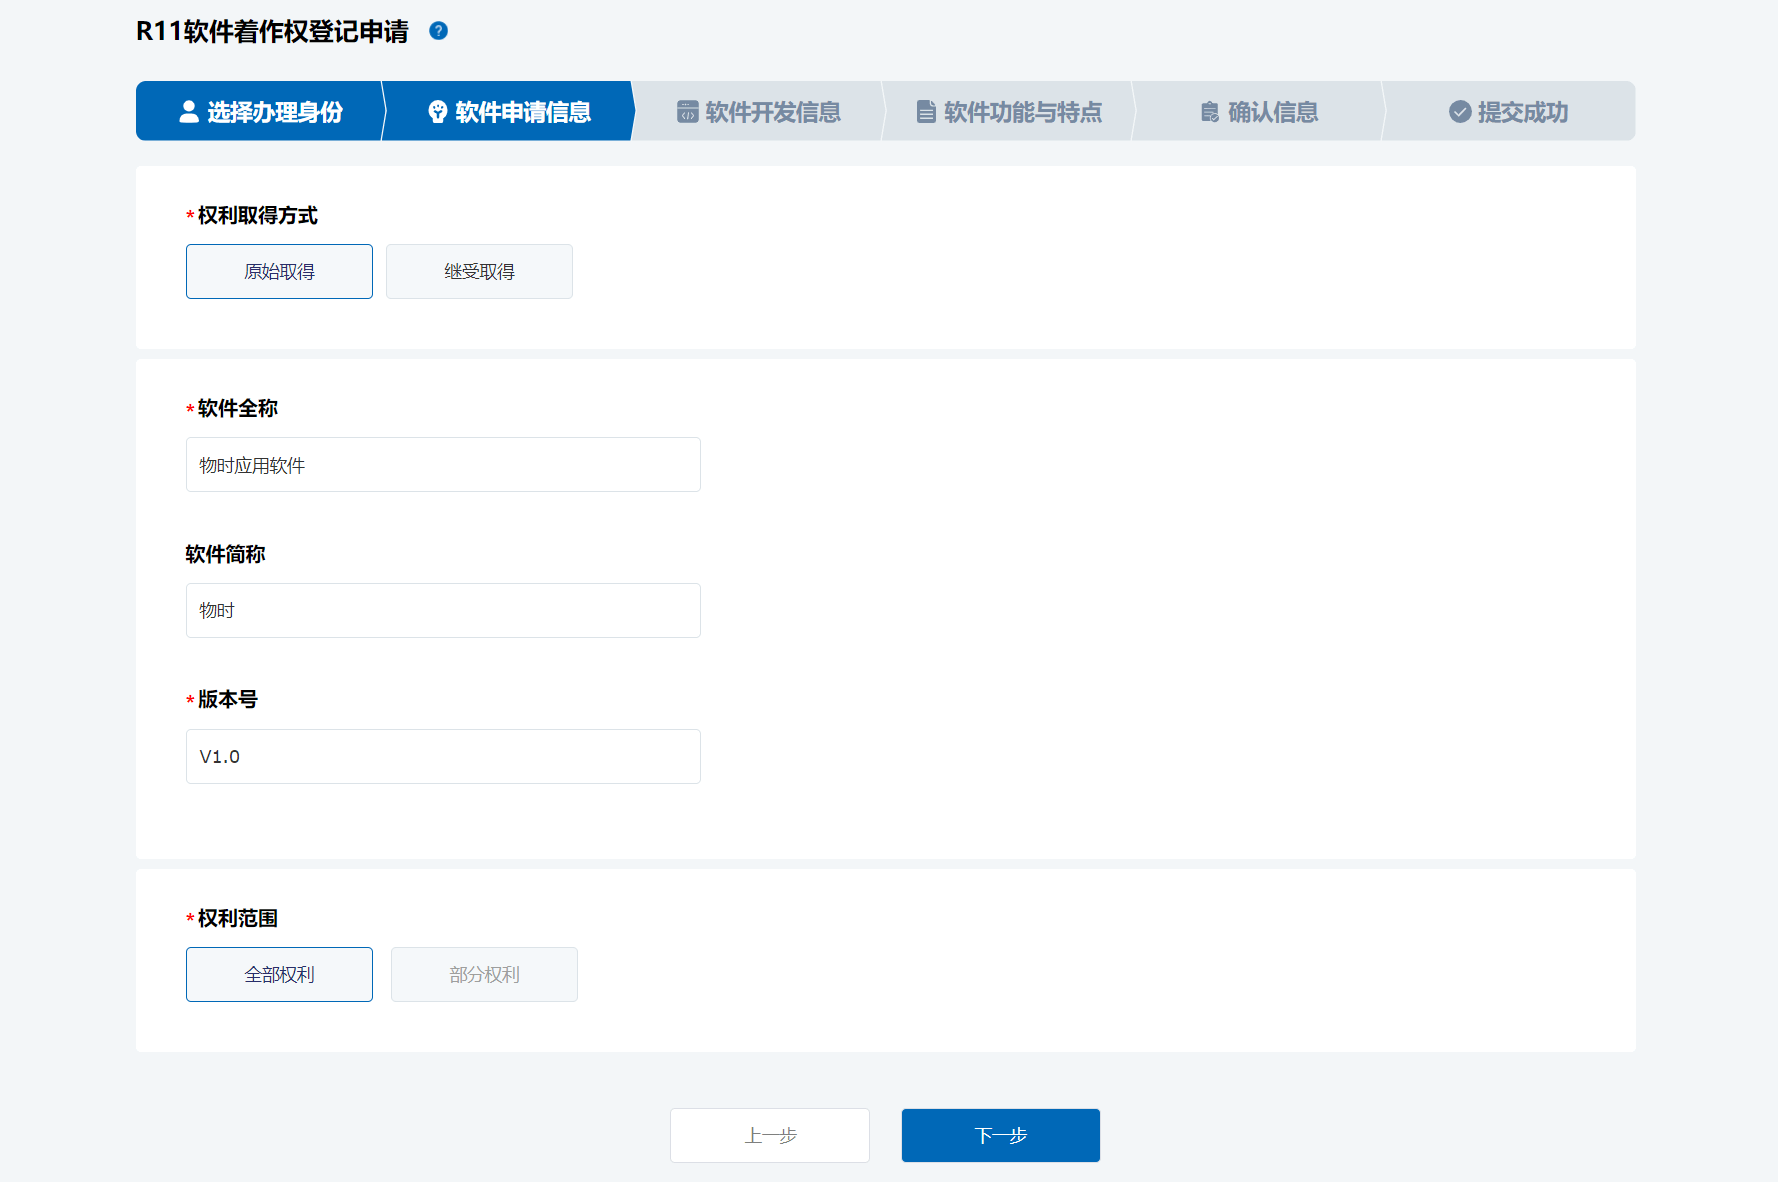 R11软件着作权登记申请 ?
选择办理身份 软件申请信息 软件开发信息 软件功能与特点 确认信息 提交成功
*权利取得方式
原始取得 继受取得
*软件全称
物时应用软件
软件简称
物时
*版本号
V1.0
*权利范围
全部权利 部分权利
上一步 下一步